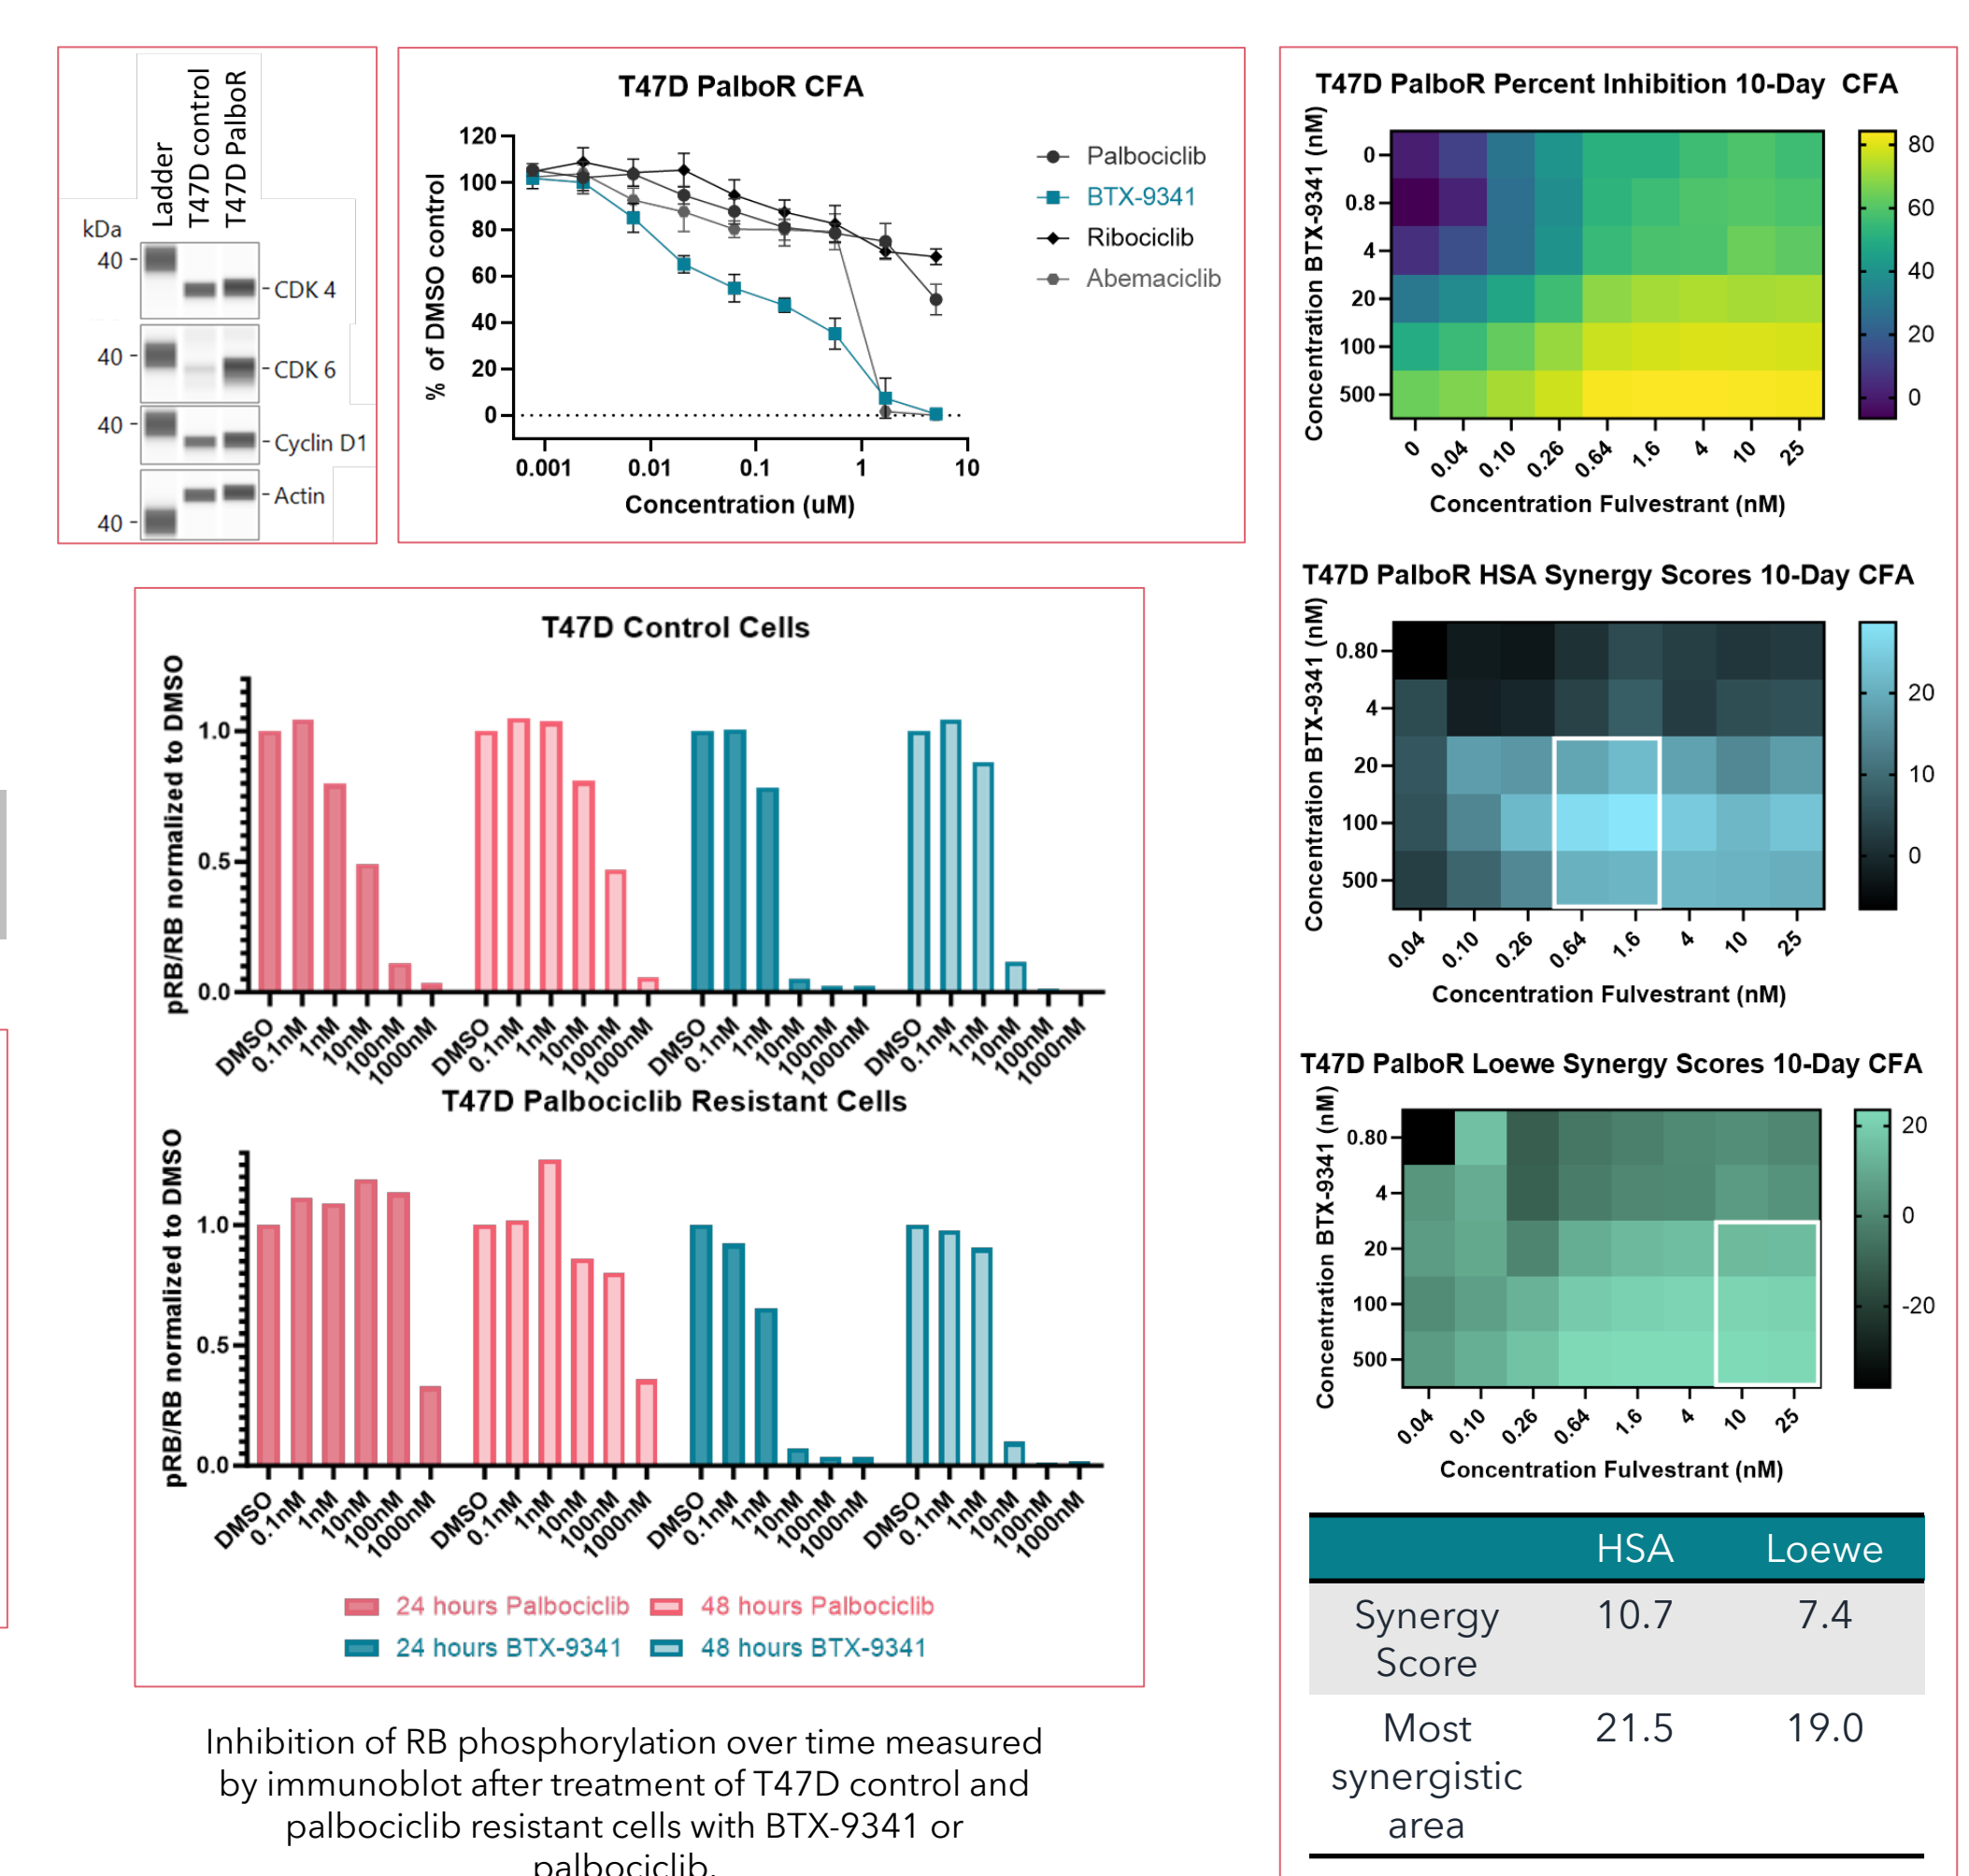 Ladder
T47D control
T47D PalboR
kDa
40
CDK 4
40
CDK 6
40
Cyclin D1
Actin
40
T47D PalboR CFA
% of DMSO control
120
100
80
60
40
20
0
0.001 0.01 0.1 1 10
Concentration (uM)
Palbociclib
BTX-9341
Ribociclib
Abemaciclib
T47D Control Cells
pRB/RB normalized to DMSO
1.0
0.5
0.0
DMSO 0.1nM 1nM 10nM 100nM 1000nM DMSO 0.1nM 1nM 10nM 100nM 1000nM DMSO 0.1nM 1nM 10nM 100nM 1000nM DMSO 0.1nM 1nM 10nM 100nM 1000nM
T47D Palbociclib Resistant Cells
pRB/RB normalized to DMSO
1.0
0.5
0.0
DMSO 0.1nM 1nM 10nM 100nM 1000nM DMSO 0.1nM 1nM 10nM 100nM 1000nM DMSO 0.1nM 1nM 10nM 100nM 1000nM DMSO 0.1nM 1nM 10nM 100nM 1000nM
24 hours Palbociclib 48 hours Palbociclib
24 hours BTX-9341 48 hours BTX-9341
Inhibition of RB phosphorylation over time measured
by immunoblot after treatment of T47D control and
palbociclib resistant cells with BTX-9341 or
palbociclib.
T47D PalboR Percent Inhibition 10-Day CFA
Concentration BTX-9341 (nM)
0
0.8
4
20
100
500
0 0.04 0.10 0.26 0.64 1.6 4 10 25
Concentration Fulvestrant (nM)
80
60
40
20
0
T47D PalboR HSA Synergy Scores 10-Day CFA
Concentration BTX-9341 (nM)
0.80
4
20
100
500
0.04 0.10 0.26 0.64 1.6 4 10 25
Concentration Fulvestrant (nM)
20
10
0
T47D PalboR Loewe Synergy Scores 10-Day CFA
Concentration BTX-9341 (nM)
0.80
4
20
100
500
0.04 0.10 0.26 0.64 1.6 4 10 25
Concentration Fulvestrant (nM)
20
0
-20
HSA Loewe
Synergy Score 10.7 7.4
Most synergistic area 21.5 19.0